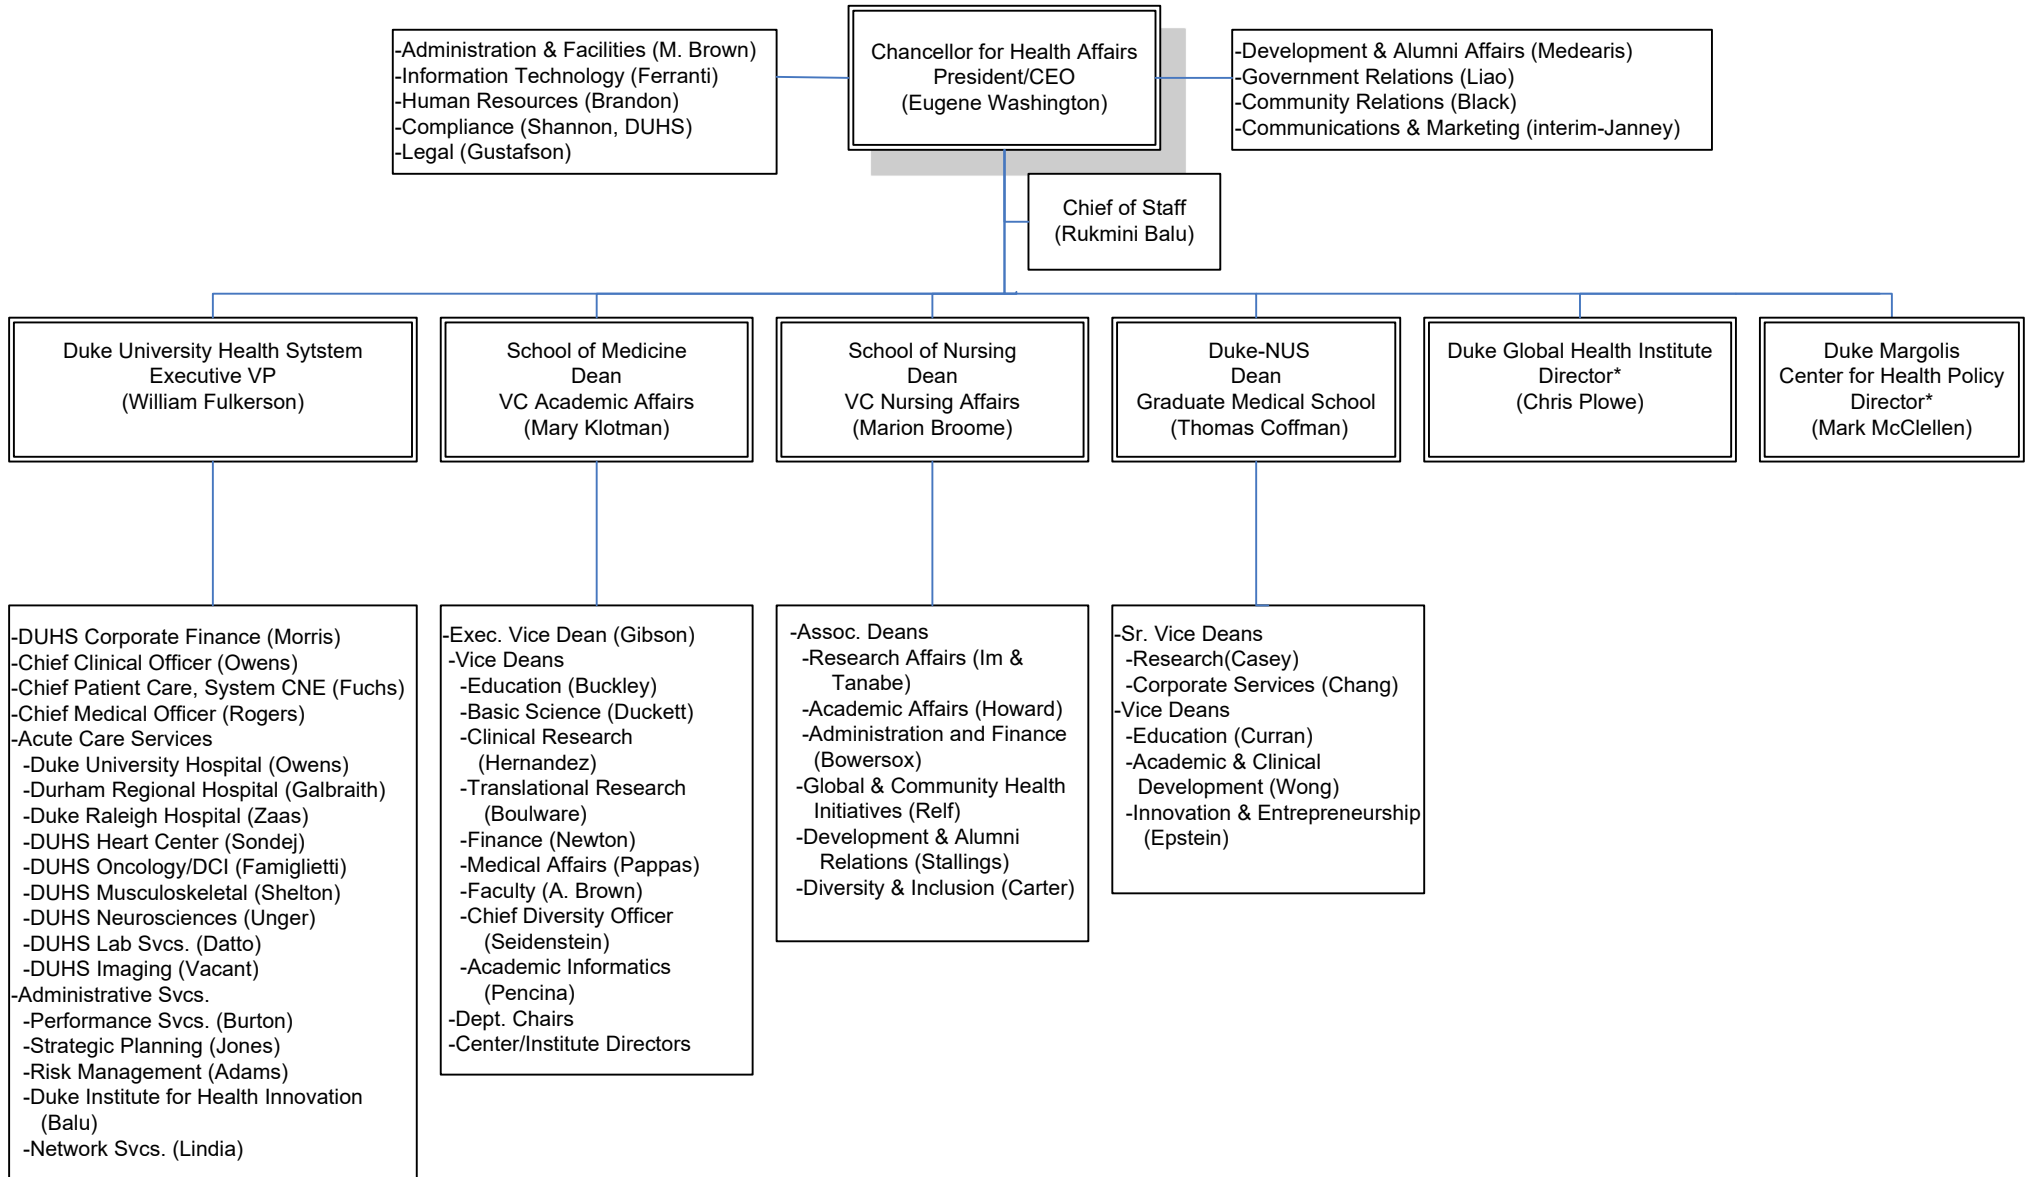 -Administration & Facilities (M. Brown)
-Information Technology (Ferranti)
-Human Resources (Brandon)
-Compliance (Shannon, DUHS)
-Legal (Gustafson)
Chancellor for Health Affairs
President/CEO
(Eugene Washington)
-Development & Alumni Affairs (Medearis)
-Government Relations (Liao)
-Community Relations (Black)
-Communications & Marketing (interim-Janney)
Chief of Staff
(Rukmini Balu)
Duke University Health Sytstem
Executive VP
(William Fulkerson)
School of Medicine
Dean
VC Academic Affairs
(Mary Klotman)
School of Nursing
Dean
VC Nursing Affairs
(Marion Broome)
Duke-NUS
Dean
Graduate Medical School
(Thomas Coffman)
Duke Global Health Institute
Director*
(Chris Plowe)
Duke Margolis
Center for Health Policy
Director*
(Mark McClellen)
-DUHS Corporate Finance (Morris)
-Chief Clinical Officer (Owens)
-Chief Patient Care, System CNE (Fuchs)
-Chief Medical Officer (Rogers)
-Acute Care Services
-Duke University Hospital (Owens)
-Durham Regional Hospital (Galbraith)
-Duke Raleigh Hospital (Zaas)
-DUHS Heart Center (Sondej)
-DUHS Oncology/DCI (Famiglietti)
-DUHS Musculoskeletal (Shelton)
-DUHS Neurosciences (Unger)
-DUHS Lab Svcs. (Datto)
-DUHS Imaging (Vacant)
-Administrative Svcs.
-Performance Svcs. (Burton)
-Strategic Planning (Jones)
-Risk Management (Adams)
-Duke Institute for Health Innovation
(Balu)
-Network Svcs. (Lindia)
-Exec. Vice Dean (Gibson)
-Vice Deans
-Education (Buckley)
-Basic Science (Duckett)
-Clinical Research
(Hernandez)
-Translational Research
(Boulware)
-Finance (Newton)
-Medical Affairs (Pappas)
-Faculty (A. Brown)
-Chief Diversity Officer
(Seidenstein)
-Academic Informatics
(Pencina)
-Dept. Chairs
-Center/Institute Directors
-Assoc. Deans
-Research Affairs (Im &
Tanabe)
-Academic Affairs (Howard)
-Administration and Finance
(Bowersox)
-Global & Community Health
Initiatives (Relf)
-Development & Alumni
Relations (Stallings)
-Diversity & Inclusion (Carter)
-Sr. Vice Deans
-Research(Casey)
-Corporate Services (Chang)
-Vice Deans
-Education (Curran)
-Academic & Clinical
Development (Wong)
-Innovation & Entrepreneurship
(Epstein)